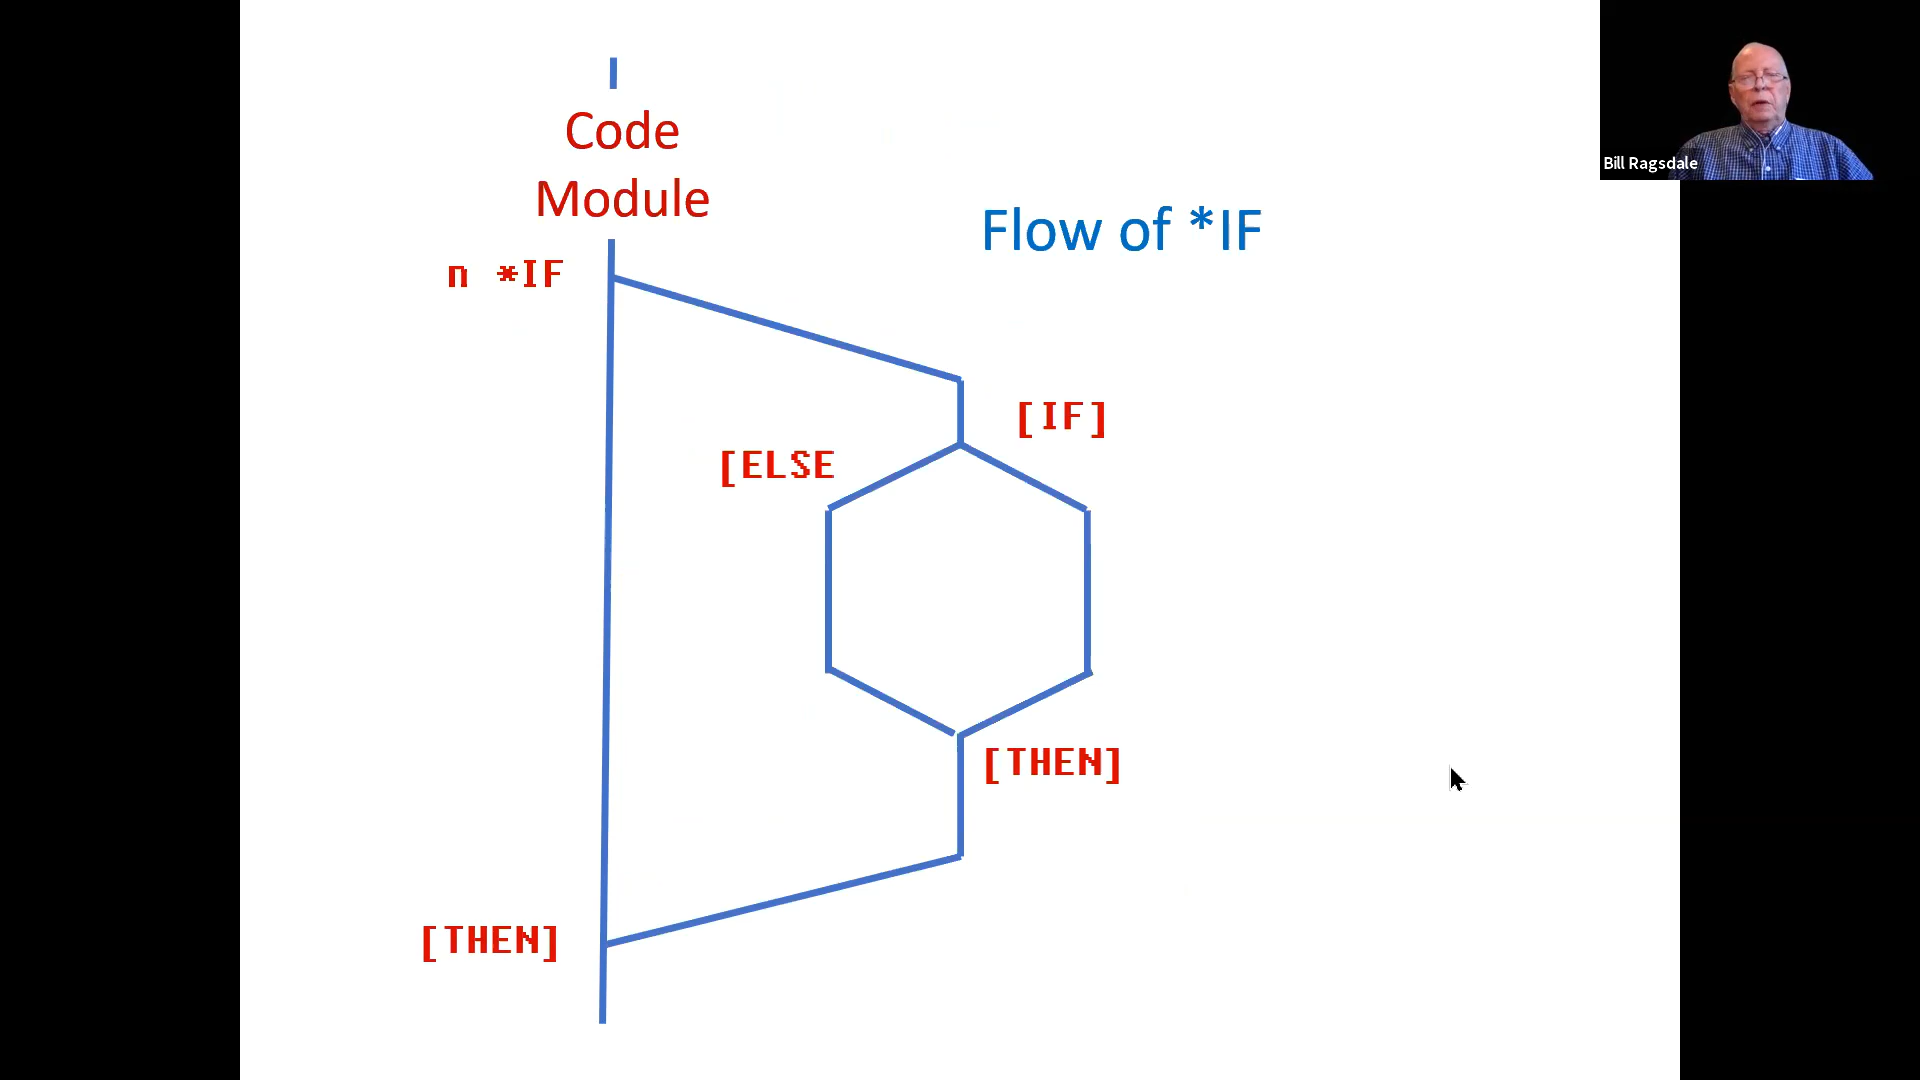 Code
Module
Flow of *IF
n *IF
[IF]
[ELSE
[THEN]
[THEN]
Bill Ragsdale